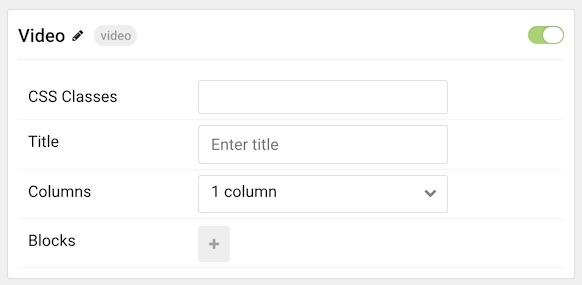 Video video
CSS Classes
Title Enter title
Columns 1 column
Blocks +